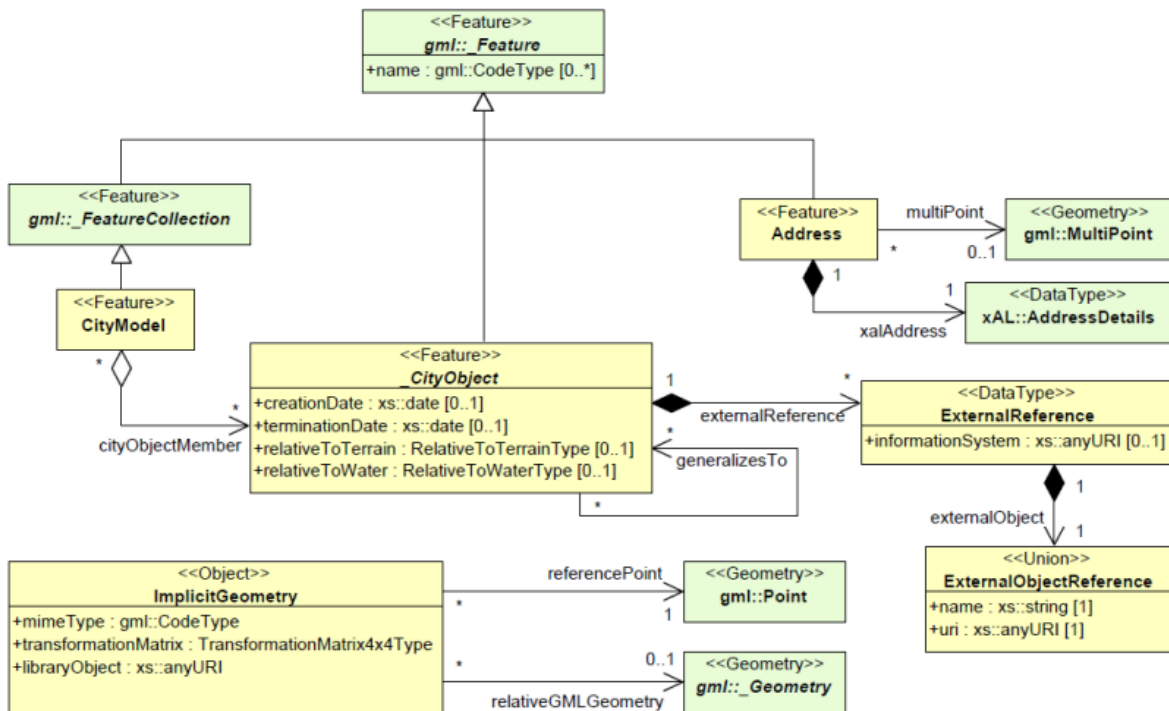 <<Feature>>
gml::_Feature
+name : gml::CodeType [0..*]
<<Feature>>
gml::_FeatureCollection
<<Feature>>
Address
multiPoint
*
0..1
<<Geometry>>
gml::MultiPoint
1
1
xalAddress
<<DataType>>
xAL::AddressDetails
<<Feature>>
CityModel
*
*
cityObjectMember
<<Feature>>
_CityObject
+creationDate : xs::date [0..1]
+terminationDate : xs::date [0..1]
+relativeToTerrain : RelativeToTerrainType [0..1]
+relativeToWater : RelativeToWaterType [0..1]
1
*
externalReference
*
generalizesTo
*
<<DataType>>
ExternalReference
+informationSystem : xs::anyURI [0..1]
1
externalObject
1
<<Union>>
ExternalObjectReference
+name : xs::string [1]
+uri : xs::anyURI [1]
<<Object>>
ImplicitGeometry
+mimeType : gml::CodeType
+transformationMatrix : TransformationMatrix4x4Type
+libraryObject : xs::anyURI
referencePoint
*
1
<<Geometry>>
gml::Point
*
0..1
relativeGMLGeometry
<<Geometry>>
gml::_Geometry